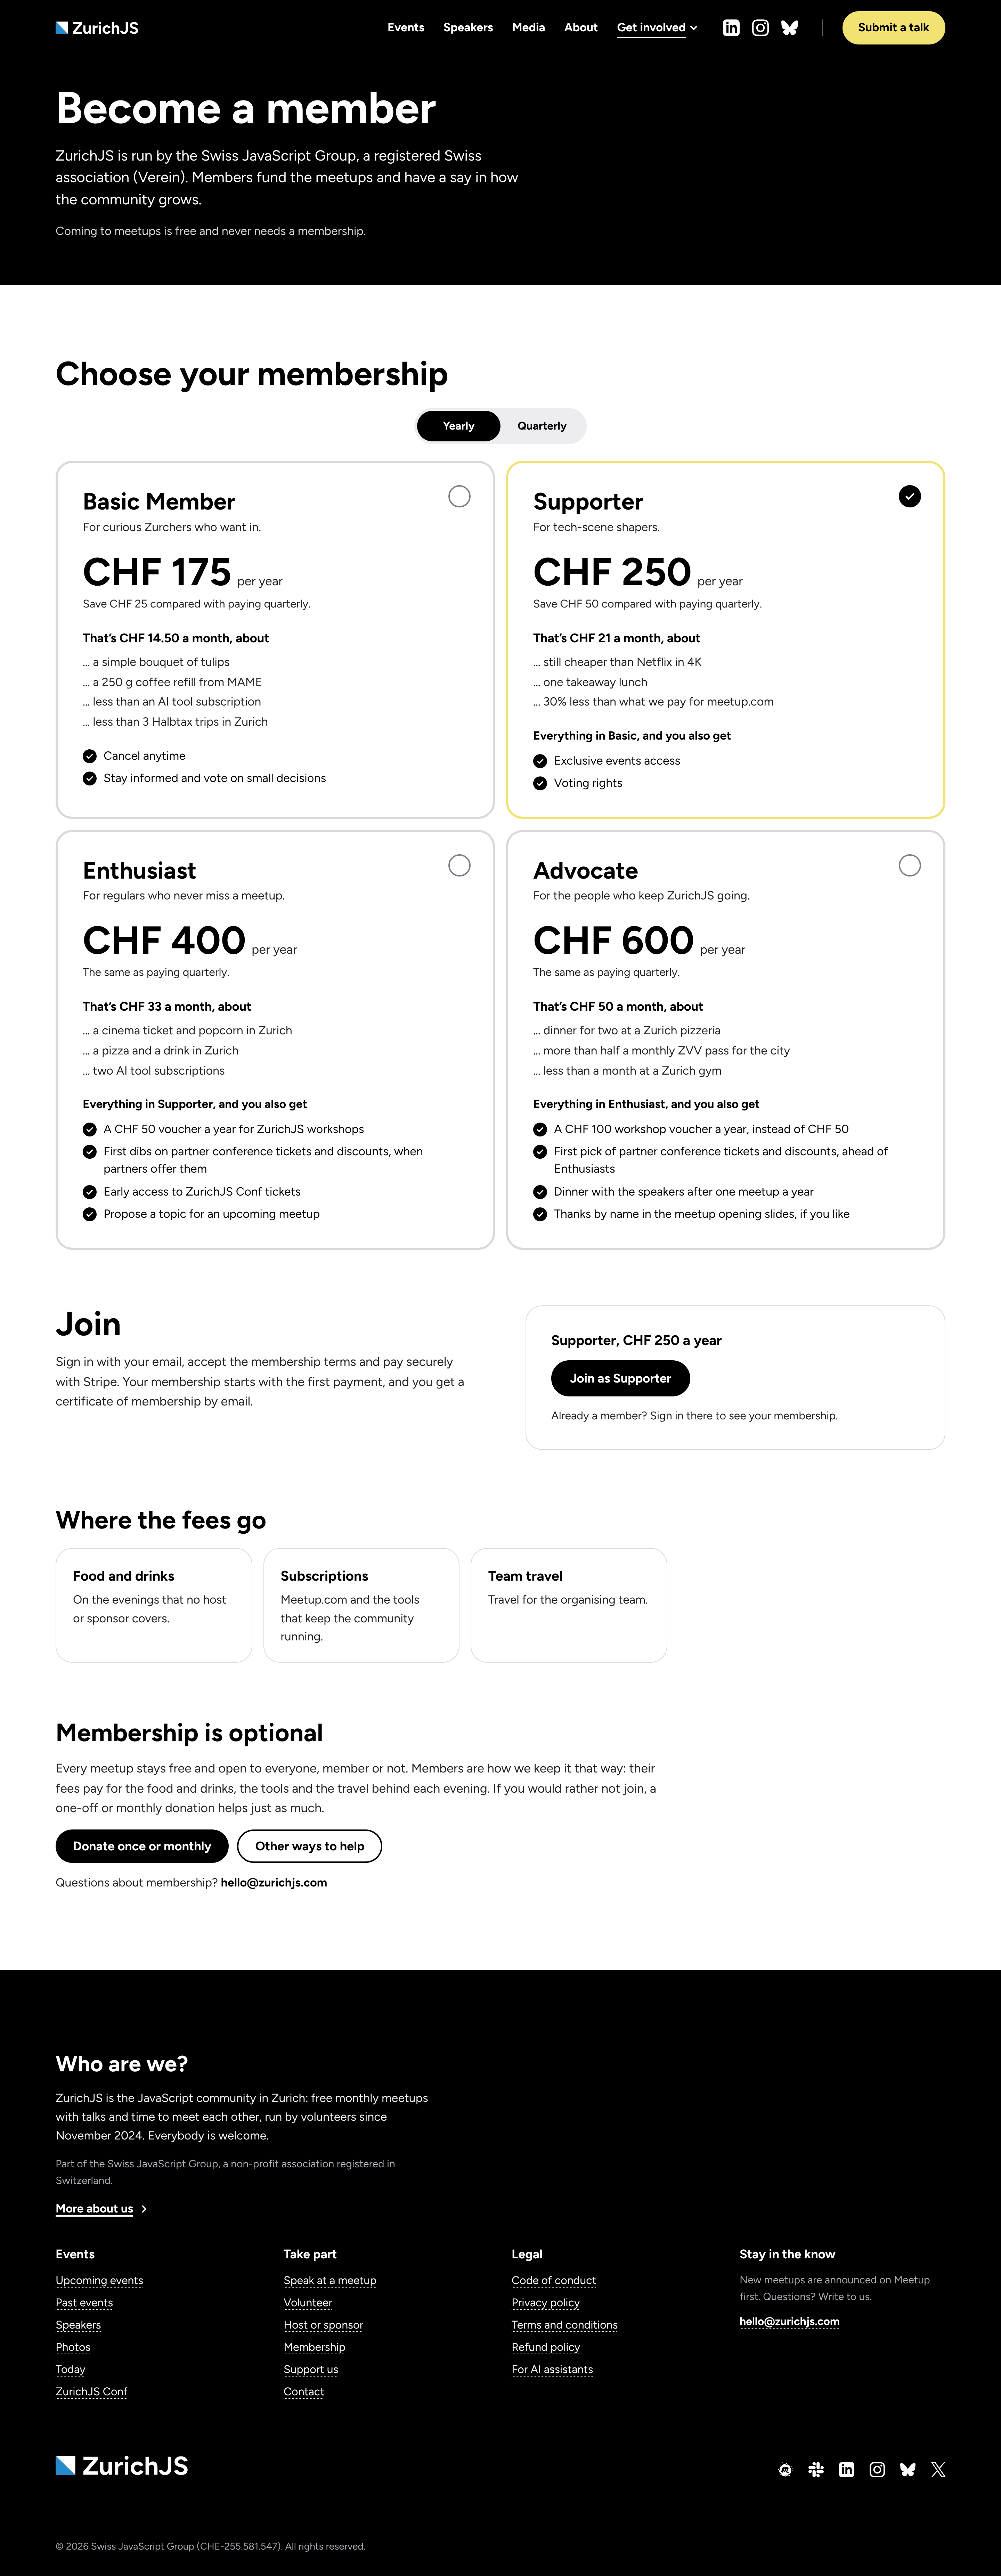 ZurichJS
Events
Speakers
Media
About
Get involved
Submit a talk
Become a member
ZurichJS is run by the Swiss JavaScript Group, a registered Swiss
association (Verein). Members fund the meetups and have a say in how
the community grows.
Coming to meetups is free and never needs a membership.
Choose your membership
Yearly
Quarterly
Basic Member
For curious Zurchers who want in.
CHF 175 per year
Save CHF 25 compared with paying quarterly.
That's CHF 14.50 a month, about
... a simple bouquet of tulips
... a 250 g coffee refill from MAME
... less than an AI tool subscription
... less than 3 Halbtax trips in Zurich
Cancel anytime
Stay informed and vote on small decisions
Supporter
For tech-scene shapers.
CHF 250 per year
Save CHF 50 compared with paying quarterly.
That's CHF 21 a month, about
... still cheaper than Netflix in 4K
... one takeaway lunch
... 30% less than what we pay for meetup.com
Everything in Basic, and you also get
Exclusive events access
Voting rights
Enthusiast
For regulars who never miss a meetup.
CHF 400 per year
The same as paying quarterly.
That's CHF 33 a month, about
... a cinema ticket and popcorn in Zurich
... a pizza and a drink in Zurich
... two AI tool subscriptions
Everything in Supporter, and you also get
A CHF 50 voucher a year for ZurichJS workshops
First dibs on partner conference tickets and discounts, when
partners offer them
Early access to ZurichJS Conf tickets
Propose a topic for an upcoming meetup
Advocate
For the people who keep ZurichJS going.
CHF 600 per year
The same as paying quarterly.
That's CHF 50 a month, about
... dinner for two at a Zurich pizzeria
... more than half a monthly ZVV pass for the city
... less than a month at a Zurich gym
Everything in Enthusiast, and you also get
A CHF 100 workshop voucher a year, instead of CHF 50
First pick of partner conference tickets and discounts, ahead of
Enthusiasts
Dinner with the speakers after one meetup a year
Thanks by name in the meetup opening slides, if you like
Join
Sign in with your email, accept the membership terms and pay securely
with Stripe. Your membership starts with the first payment, and you get a
certificate of membership by email.
Supporter, CHF 250 a year
Join as Supporter
Already a member? Sign in there to see your membership.
Where the fees go
Food and drinks
On the evenings that no host
or sponsor covers.
Subscriptions
Meetup.com and the tools
that keep the community
running.
Team travel
Travel for the organising team.
Membership is optional
Every meetup stays free and open to everyone, member or not. Members are how we keep it that way: their
fees pay for the food and drinks, the tools and the travel behind each evening. If you would rather not join, a
one-off or monthly donation helps just as much.
Donate once or monthly
Other ways to help
Questions about membership? hello@zurichjs.com
Who are we?
ZurichJS is the JavaScript community in Zurich: free monthly meetups
with talks and time to meet each other, run by volunteers since
November 2024. Everybody is welcome.
Part of the Swiss JavaScript Group, a non-profit association registered in
Switzerland.
More about us
Events
Upcoming events
Past events
Speakers
Photos
Today
ZurichJS Conf
Take part
Speak at a meetup
Volunteer
Host or sponsor
Membership
Support us
Contact
Legal
Code of conduct
Privacy policy
Terms and conditions
Refund policy
For AI assistants
Stay in the know
New meetups are announced on Meetup
first. Questions? Write to us.
hello@zurichjs.com
ZurichJS
© 2026 Swiss JavaScript Group (CHE-255.581.547). All rights reserved.